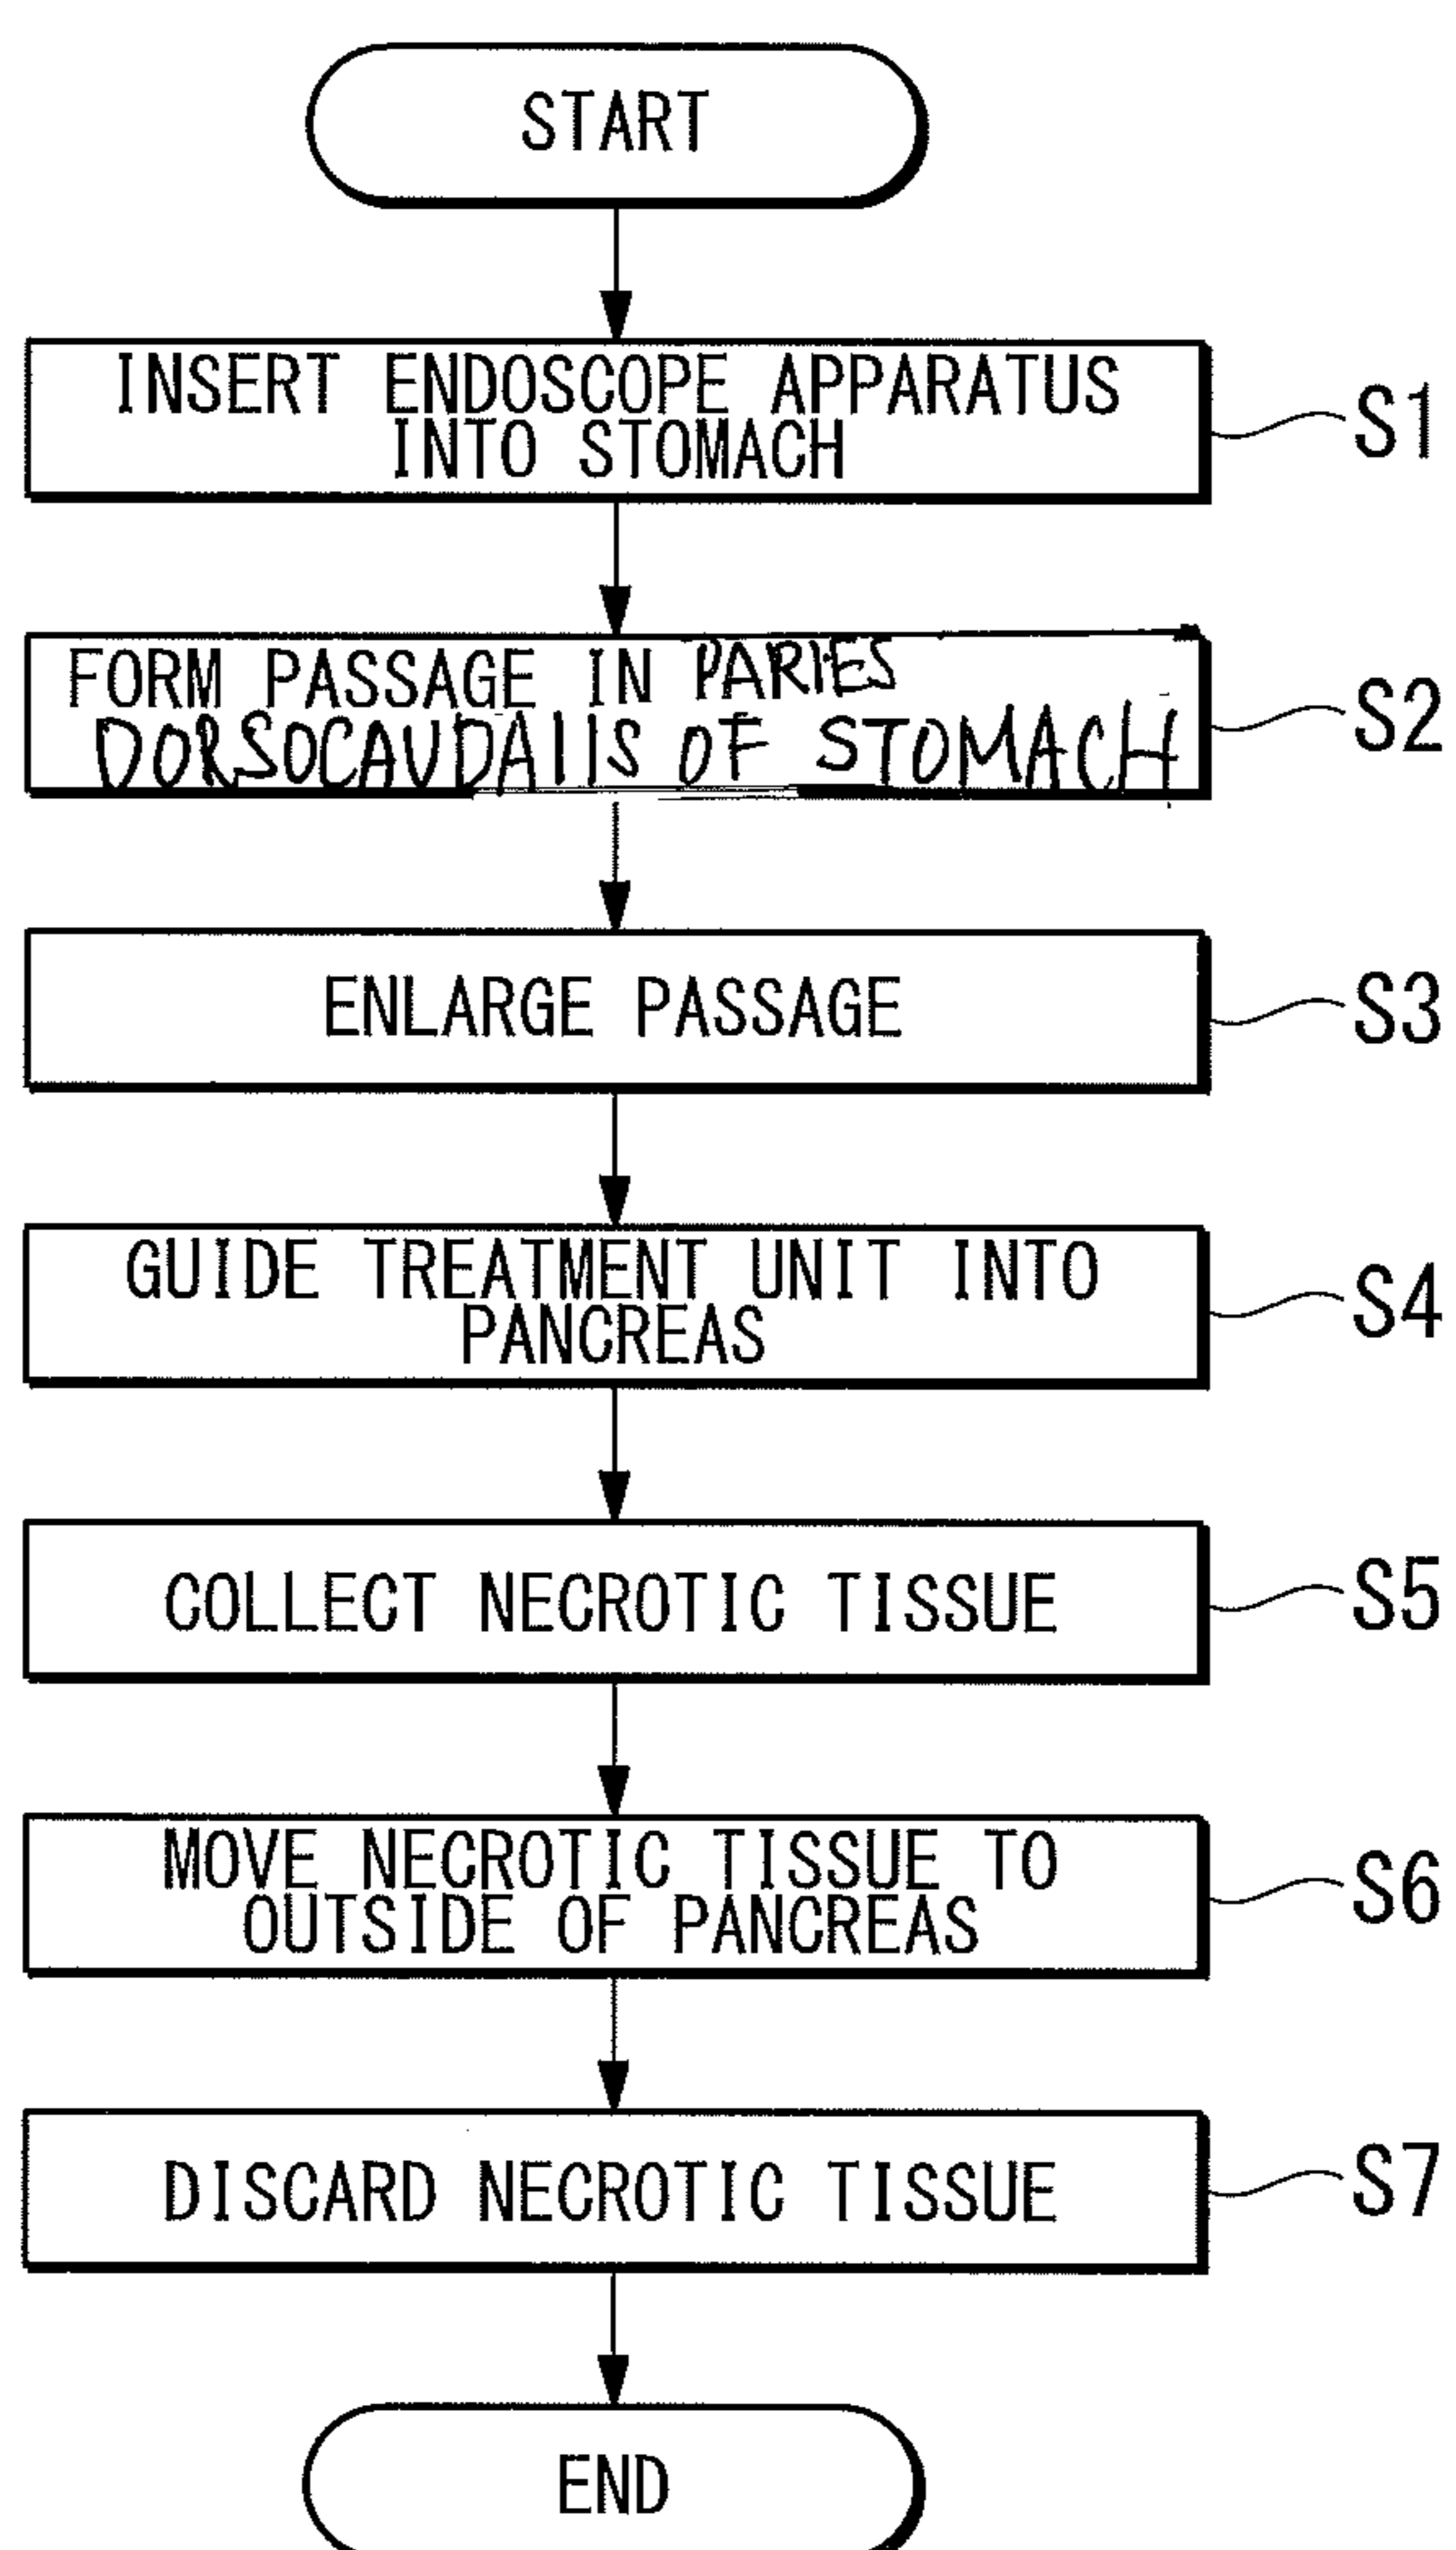 START
INSERT ENDOSCOPE APPARATUS
INTO STOMACH
S1
FORM PASSAGE IN PARIES
DORSOCAUDALIS OF STOMACH
S2
ENLARGE PASSAGE
S3
GUIDE TREATMENT UNIT INTO
PANCREAS
S4
COLLECT NECROTIC TISSUE
S5
MOVE NECROTIC TISSUE TO
OUTSIDE OF PANCREAS
S6
DISCARD NECROTIC TISSUE
S7
END